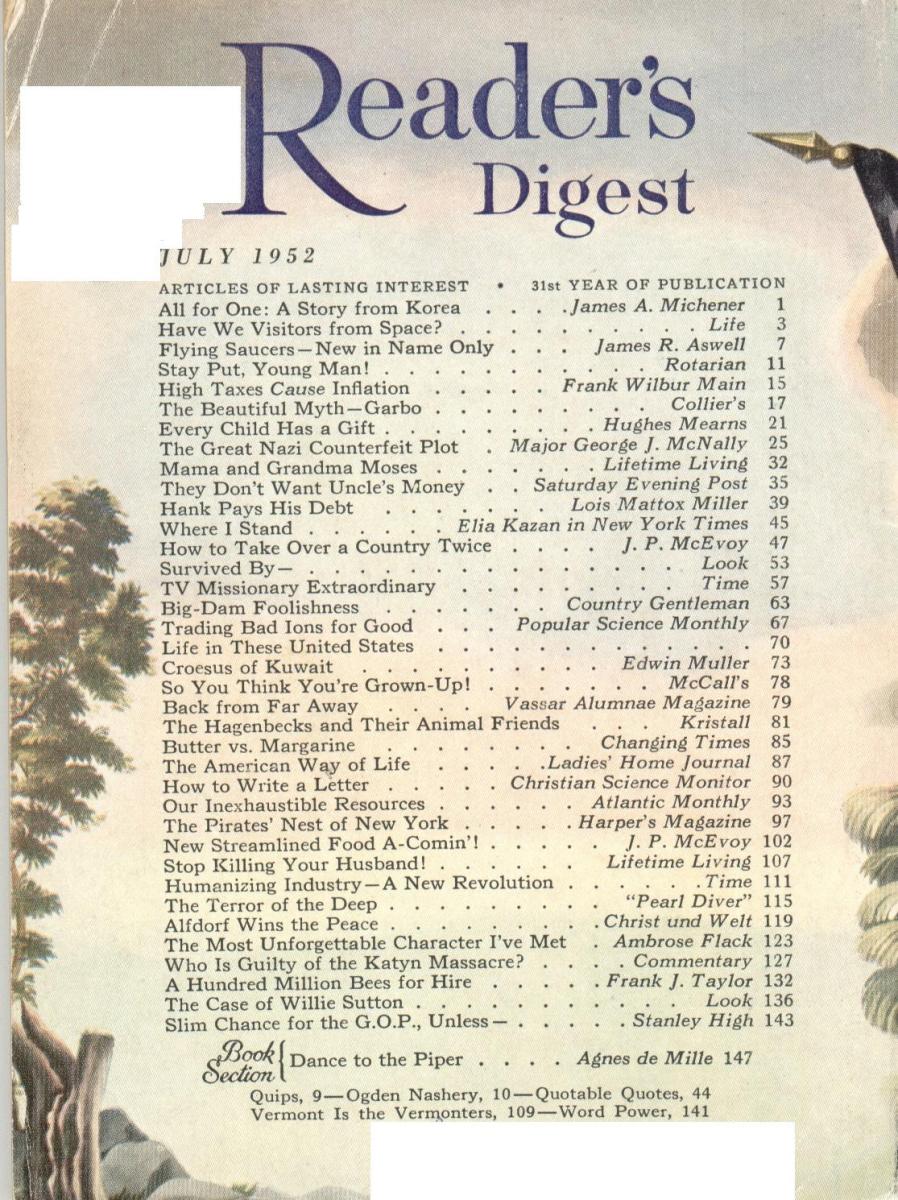 Reader's
Digest
JULY 1952
ARTICLES OF LASTING INTEREST • 31st YEAR OF PUBLICATION
All for One: A Story from Korea . . . . James A. Michener 1
Have We Visitors from Space? . . . . . . . . . . Life 3
Flying Saucers—New in Name Only . . . James R. Aswell 7
Stay Put, Young Man! . . . . . . . . . . . Rotarian 11
High Taxes Cause Inflation . . . . . Frank Wilbur Main 15
The Beautiful Myth—Garbo . . . . . . . . . Collier's 17
Every Child Has a Gift . . . . . . . . . Hughes Mearns 21
The Great Nazi Counterfeit Plot . Major George J. McNally 25
Mama and Grandma Moses . . . . . . . Lifetime Living 32
They Don't Want Uncle's Money . . Saturday Evening Post 35
Hank Pays His Debt . . . . . . . Lois Mattox Miller 39
Where I Stand . . . . . . Elia Kazan in New York Times 45
How to Take Over a Country Twice . . . . J. P. McEvoy 47
Survived By— . . . . . . . . . . . . . . . . Look 53
TV Missionary Extraordinary . . . . . . . . . Time 57
Big-Dam Foolishness . . . . . . . Country Gentleman 63
Trading Bad Ions for Good . . . Popular Science Monthly 67
Life in These United States . . . . . . . . . . . . . 70
Croesus of Kuwait . . . . . . . . . . Edwin Muller 73
So You Think You're Grown-Up! . . . . . . . McCall's 78
Back from Far Away . . . . Vassar Alumnae Magazine 79
The Hagenbecks and Their Animal Friends . . . Kristall 81
Butter vs. Margarine . . . . . . . . Changing Times 85
The American Way of Life . . . . . Ladies' Home Journal 87
How to Write a Letter . . . . . Christian Science Monitor 90
Our Inexhaustible Resources . . . . . . Atlantic Monthly 93
The Pirates' Nest of New York . . . . . Harper's Magazine 97
New Streamlined Food A-Comin'! . . . . . J. P. McEvoy 102
Stop Killing Your Husband! . . . . . . Lifetime Living 107
Humanizing Industry—A New Revolution . . . . . . Time 111
The Terror of the Deep . . . . . . . . . "Pearl Diver" 115
Alfdorf Wins the Peace . . . . . . . . . Christ und Welt 119
The Most Unforgettable Character I've Met . Ambrose Flack 123
Who Is Guilty of the Katyn Massacre? . . . . Commentary 127
A Hundred Million Bees for Hire . . . . . Frank J. Taylor 132
The Case of Willie Sutton . . . . . . . . . . . Look 136
Slim Chance for the G.O.P., Unless— . . . . . Stanley High 143
Book Section { Dance to the Piper . . . . Agnes de Mille 147
Quips, 9—Ogden Nashery, 10—Quotable Quotes, 44
Vermont Is the Vermonters, 109—Word Power, 141